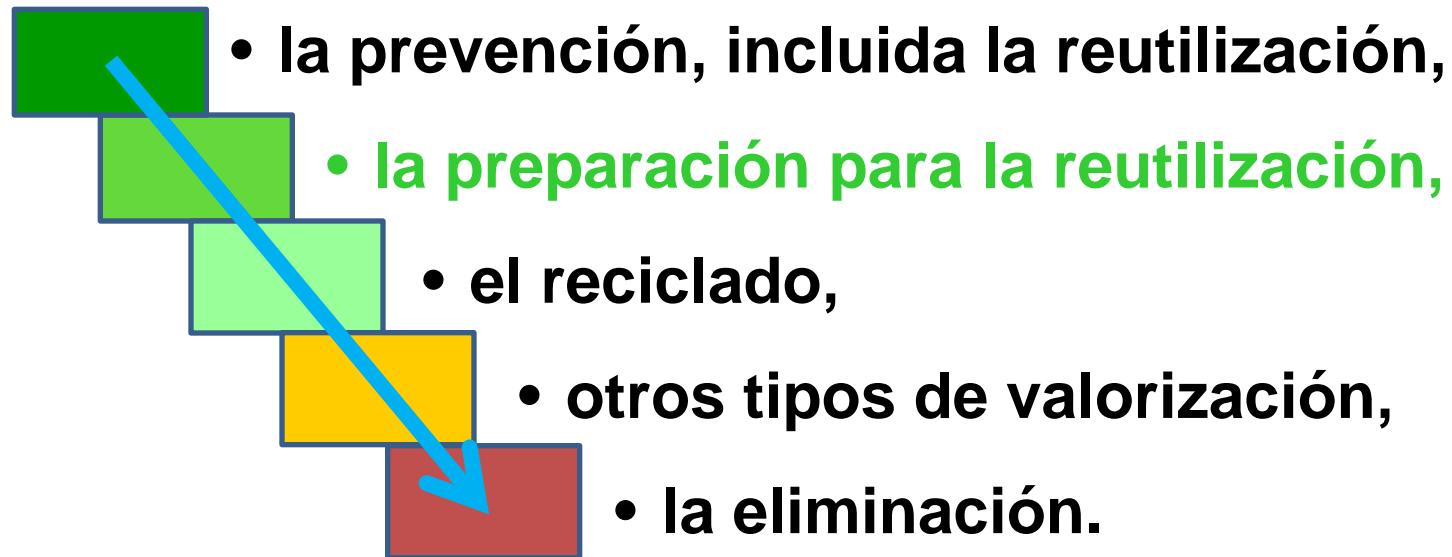 • la prevención, incluida la reutilización,
• la preparación para la reutilización,
• el reciclado,
• otros tipos de valorización,
• la eliminación.